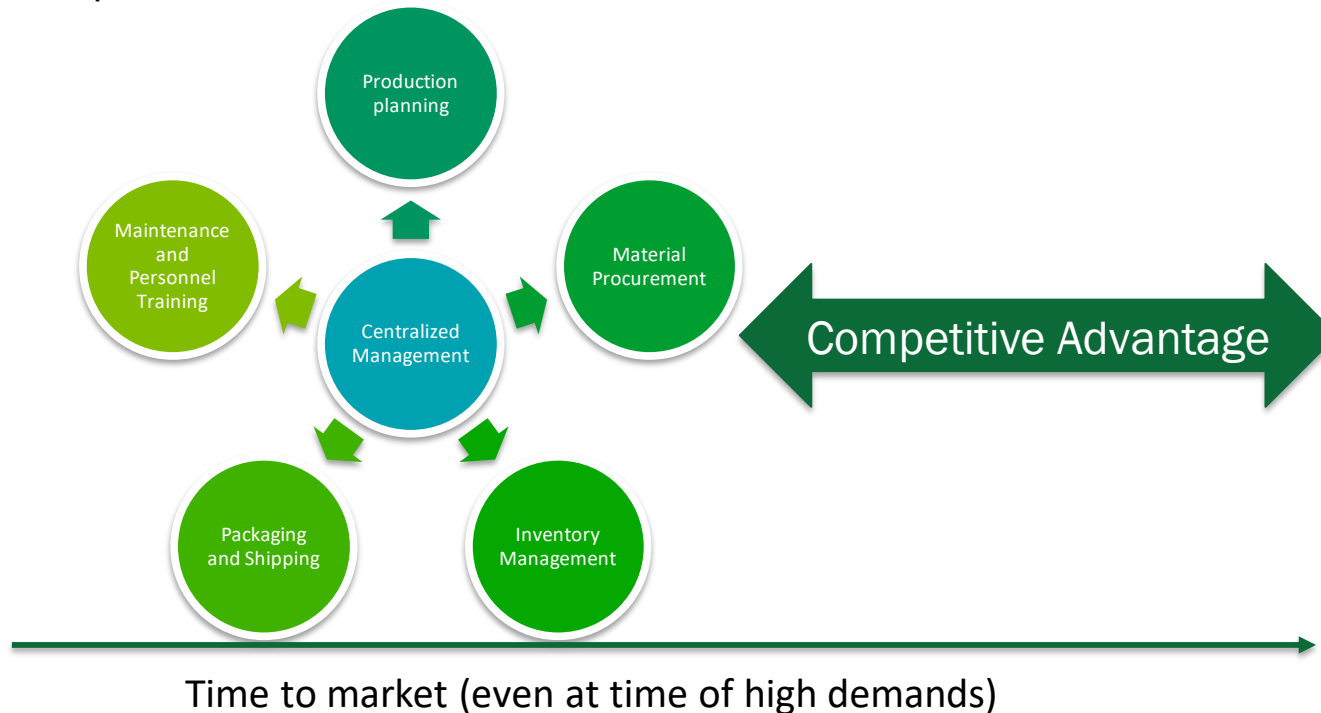 Production
planning
Maintenance
and
Personnel
Training
Material
Procurement
Centralized
Management
Competitive Advantage
Packaging
and Shipping
Inventory
Management
Time to market (even at time of high demands)